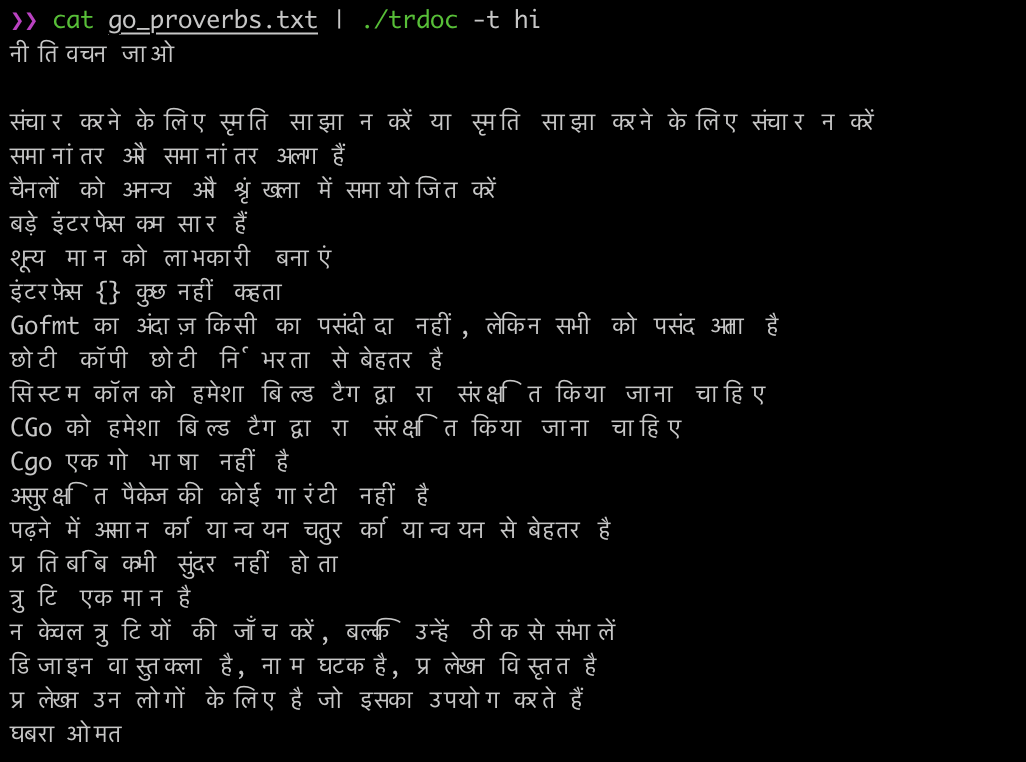 ❯❯ cat go_proverbs.txt | ./trdoc -t hi
नीति वचन जाओ
संचार करने के लिए स्मृति साझा न करें या स्मृति साझा करने के लिए संचार न करें
समानांतर और समानांतर अलग हैं
चैनलों को अनन्य और श्रृंखला में समायोजित करें
बड़े इंटरफेस कम सार हैं
शून्य मान को लाभकारी बनाएं
इंटरफ़ेस {} कुछ नहीं कहता
Gofmt का अंदाज़ किसी का पसंदीदा नहीं, लेकिन सभी को पसंद आता है
छोटी कॉपी छोटी निर्भरता से बेहतर है
सिस्टम कॉल को हमेशा बिल्ड टैग द्वारा संरक्षित किया जाना चाहिए
CGo को हमेशा बिल्ड टैग द्वारा संरक्षित किया जाना चाहिए
Cgo एक गो भाषा नहीं है
असुरक्षित पैकेज की कोई गारंटी नहीं है
पढ़ने में आसान कार्यान्वयन चतुर कार्यान्वयन से बेहतर है
प्रतिबिंब कभी सुंदर नहीं होता
त्रुटि एक मान है
न केवल त्रुटियों की जाँच करें, बल्कि उन्हें ठीक से संभालें
डिजाइन वास्तुकला है, नाम घटक है, प्रलेखन विस्तृत है
प्रलेखन उन लोगों के लिए है जो इसका उपयोग करते हैं
घबराओ मत